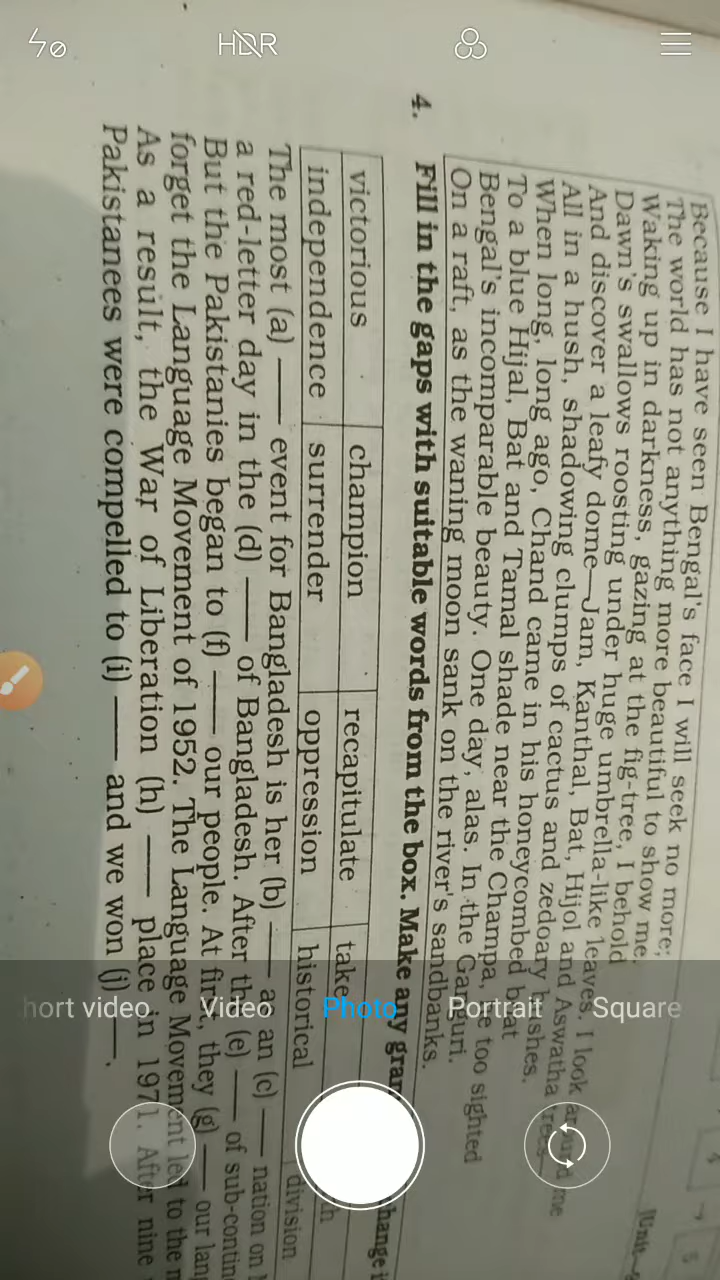 HDR
Because I have seen Bengal's face I will seek no more;
The world has not anything more beautiful to show me.
Waking up in darkness, gazing at the fig-tree, I behold
Dawn's swallows roosting under huge umbrella-like leaves. I look around me
And discover a leafy dome—Jam, Kanthal, Bat, Hijol and Aswatha trees—
All in a hush, shadowing clumps of cactus and zedoary bushes.
When long, long ago, Chand came in his honeycombed boat
To a blue Hijal, Bat and Tamal shade near the Champa, he too sighted
Bengal's incomparable beauty. One day, alas. In the Ganguri.
On a raft, as the waning moon sank on the river's sandbanks.
4. Fill in the gaps with suitable words from the box. Make any
victorious champion recapitulate take
independence surrender oppression historical division
The most (a) —— event for Bangladesh is her (b) —— as an (c) —— nation on
a red-letter day in the (d) —— of Bangladesh. After the (e) —— of
But the Pakistanies began to (f) —— our people. At first, they (g) —— our
forget the Language Movement of 1952. The Language Movement led to the
As a result, the War of Liberation (h) —— place in 1971. After nine
Pakistanees were compelled to (i) —— and we won (j) ——.
hort video Video Photo Portrait Square